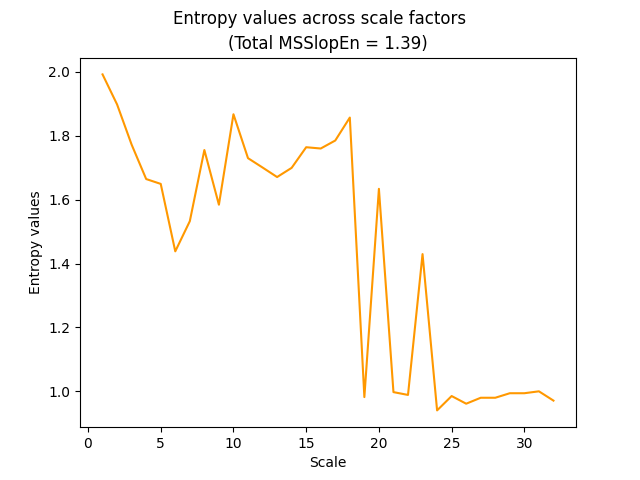 Entropy values across scale factors
(Total MSSlopEn = 1.39)
2.0
1.8
1.6
1.4
1.2
1.0
Entropy values
0 5 10 15 20 25 30
Scale